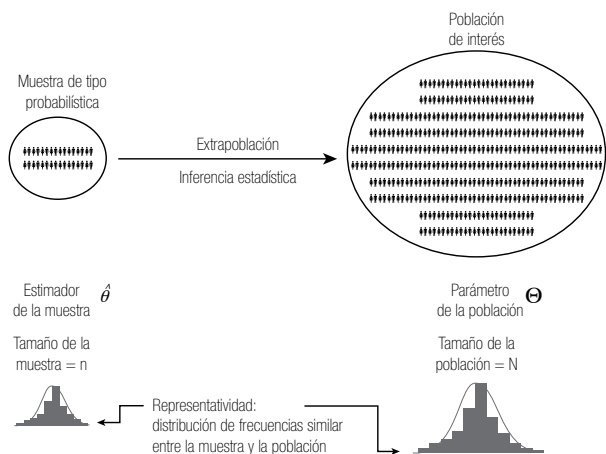 Población
de interés
Muestra de tipo
probabilística
Extrapoblación
Inferencia estadística
Estimador
de la muestra θ̂
Parámetro
de la población Θ
Tamaño de la
muestra = n
Tamaño de la
población = N
Representatividad:
distribución de frecuencias similar
entre la muestra y la población